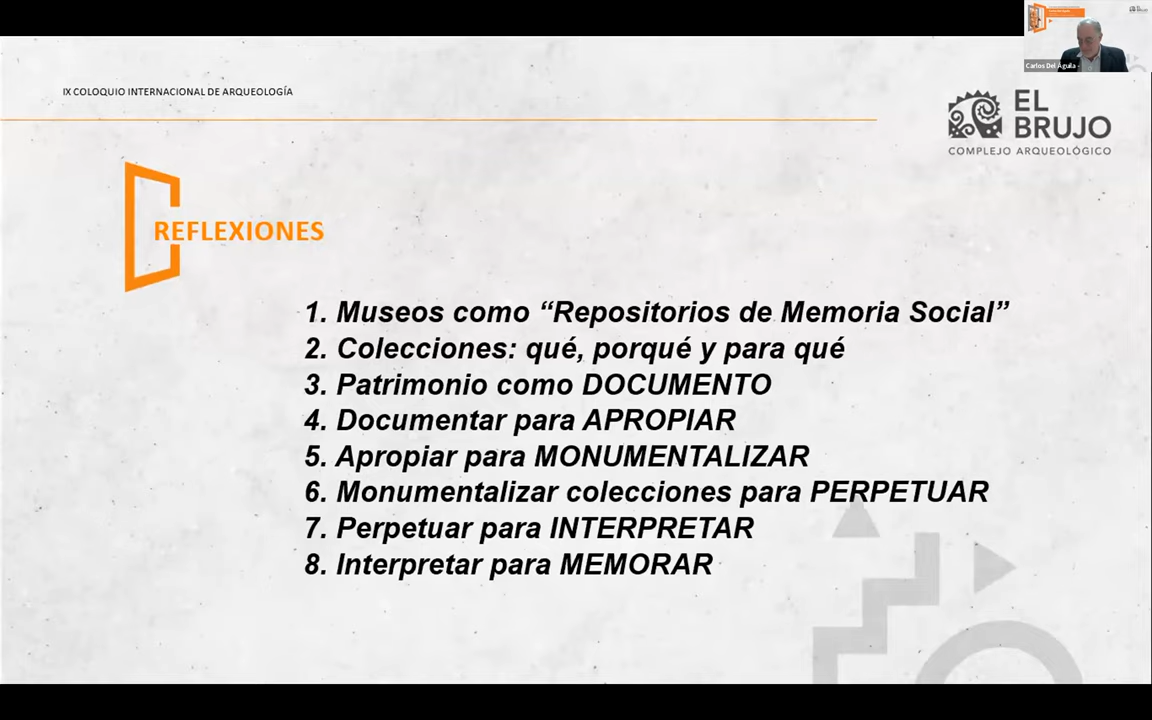 Carlos Del Águila
IX COLOQUIO INTERNACIONAL DE ARQUEOLOGÍA
EL
BRUJO
COMPLEJO ARQUEOLÓGICO
REFLEXIONES
1. Museos como “Repositorios de Memoria Social”
2. Colecciones: qué, porqué y para qué
3. Patrimonio como DOCUMENTO
4. Documentar para APROPIAR
5. Apropiar para MONUMENTALIZAR
6. Monumentalizar colecciones para PERPETUAR
7. Perpetuar para INTERPRETAR
8. Interpretar para MEMORAR